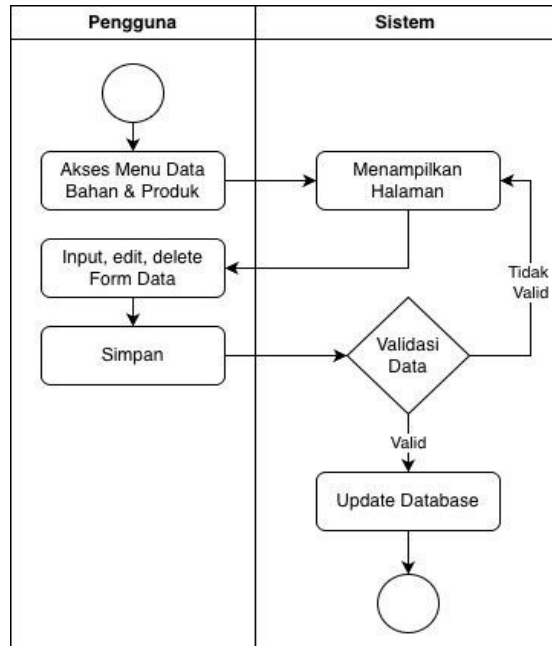 Pengguna
Sistem
Akses Menu Data
Bahan & Produk
Menampilkan
Halaman
Input, edit, delete
Form Data
Tidak
Valid
Simpan
Validasi
Data
Valid
Update Database